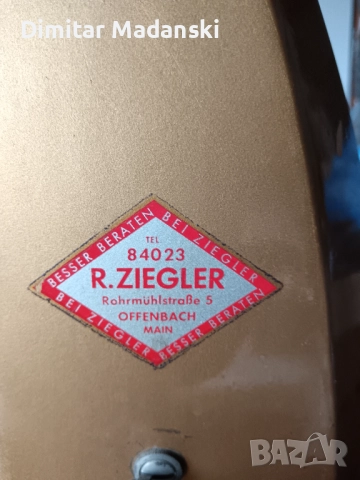 Dimitar Madanski
BESSER BERATEN
BEI ZIEGLER
TEL
84023
R.ZIEGLER
Rohrmühlstraße 5
OFFENBACH
MAIN
BEI ZIEGLER
BESSER BERATEN
BAZAR